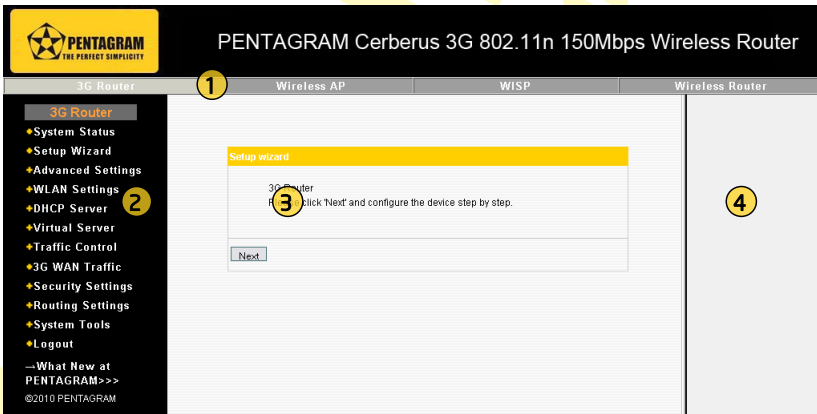 PENTAGRAM
THE PERFECT SIMPLICITY
PENTAGRAM Cerberus 3G 802.11n 150Mbps Wireless Router
3G Router
1
Wireless AP
WISP
Wireless Router
3G Router
System Status
Setup Wizard
Advanced Settings
WLAN Settings
DHCP Server
2
Virtual Server
Traffic Control
3G WAN Traffic
Security Settings
Routing Settings
System Tools
Logout
→What New at
PENTAGRAM>>>
©2010 PENTAGRAM
Setup wizard
3G Router
click 'Next' and configure the device step by step.
3
Next
4